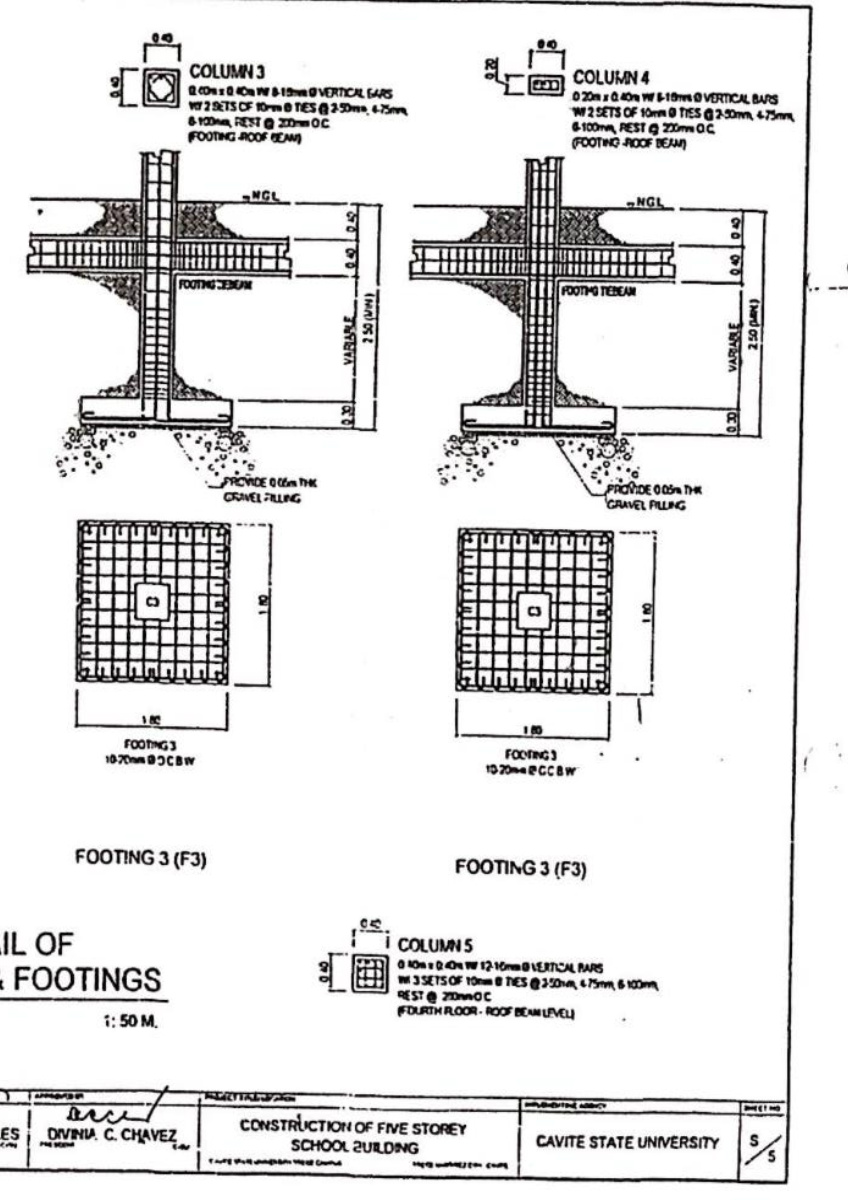 0.40
0.40
COLUMN 3
0.40m x 0.40m W/ 8-16mm Ø VERTICAL BARS
W/ 2 SETS OF 10mm Ø TIES @ 2-50mm, 4-75mm,
6-100mm, REST @ 200mm O.C.
(FOOTING -ROOF BEAM)
0.40
0.20
COLUMN 4
0.20m x 0.40m W/ 6-16mm Ø VERTICAL BARS
W/ 2 SETS OF 10mm Ø TIES @ 2-50mm, 4-75mm,
6-100mm, REST @ 200mm O.C.
(FOOTING -ROOF BEAM)
NGL
0.40
0.40
FOOTING TIEBEAM
VARIABLE
2.50 (MIN.)
0.30
PROVIDE 0.05m THK
GRAVEL FILLING
NGL
0.40
0.40
FOOTING TIEBEAM
VARIABLE
2.50 (MIN.)
0.30
PROVIDE 0.05m THK
GRAVEL FILLING
C3
1.80
1.80
FOOTING 3
10-20mm Ø O C B W
C3
1.80
1.80
FOOTING 3
10-20mm Ø O C B W
FOOTING 3 (F3)
FOOTING 3 (F3)
AIL OF
& FOOTINGS
1: 50 M.
0.40
0.40
COLUMN 5
0.40m x 0.40m W/ 12-16mm Ø VERTICAL BARS
W/ 3 SETS OF 10mm Ø TIES @ 2-50mm, 4-75mm, 6-100mm,
REST @ 200mm O.C
(FOURTH FLOOR - ROOF BEAM LEVEL)
ES
APPROVED BY
DIVINIA C. CHAVEZ
PRESIDENT
CONSTRUCTION OF FIVE STOREY
SCHOOL BUILDING
IMPLEMENTING AGENCY
CAVITE STATE UNIVERSITY
SHEET NO
S/5